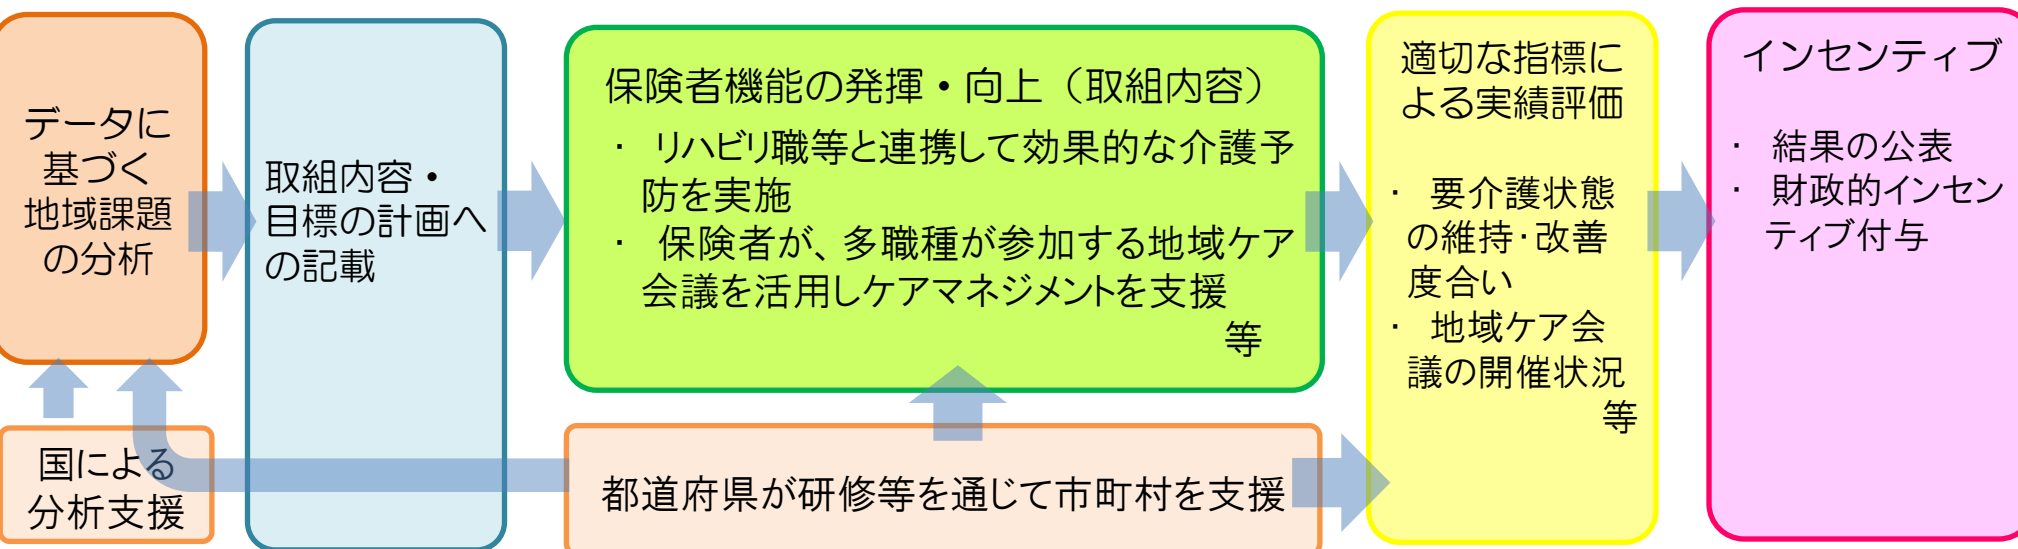 データに
基づく
地域課題
の分析
国による
分析支援
取組内容・
目標の計画へ
の記載
保険者機能の発揮・向上（取組内容）
・ リハビリ職等と連携して効果的な介護予
防を実施
・ 保険者が、多職種が参加する地域ケア
会議を活用しケアマネジメントを支援
等
都道府県が研修等を通じて市町村を支援
適切な指標に
よる実績評価
・ 要介護状態
の維持・改善
度合い
・ 地域ケア会
議の開催状況
等
インセンティブ
・ 結果の公表
・ 財政的インセン
ティブ付与